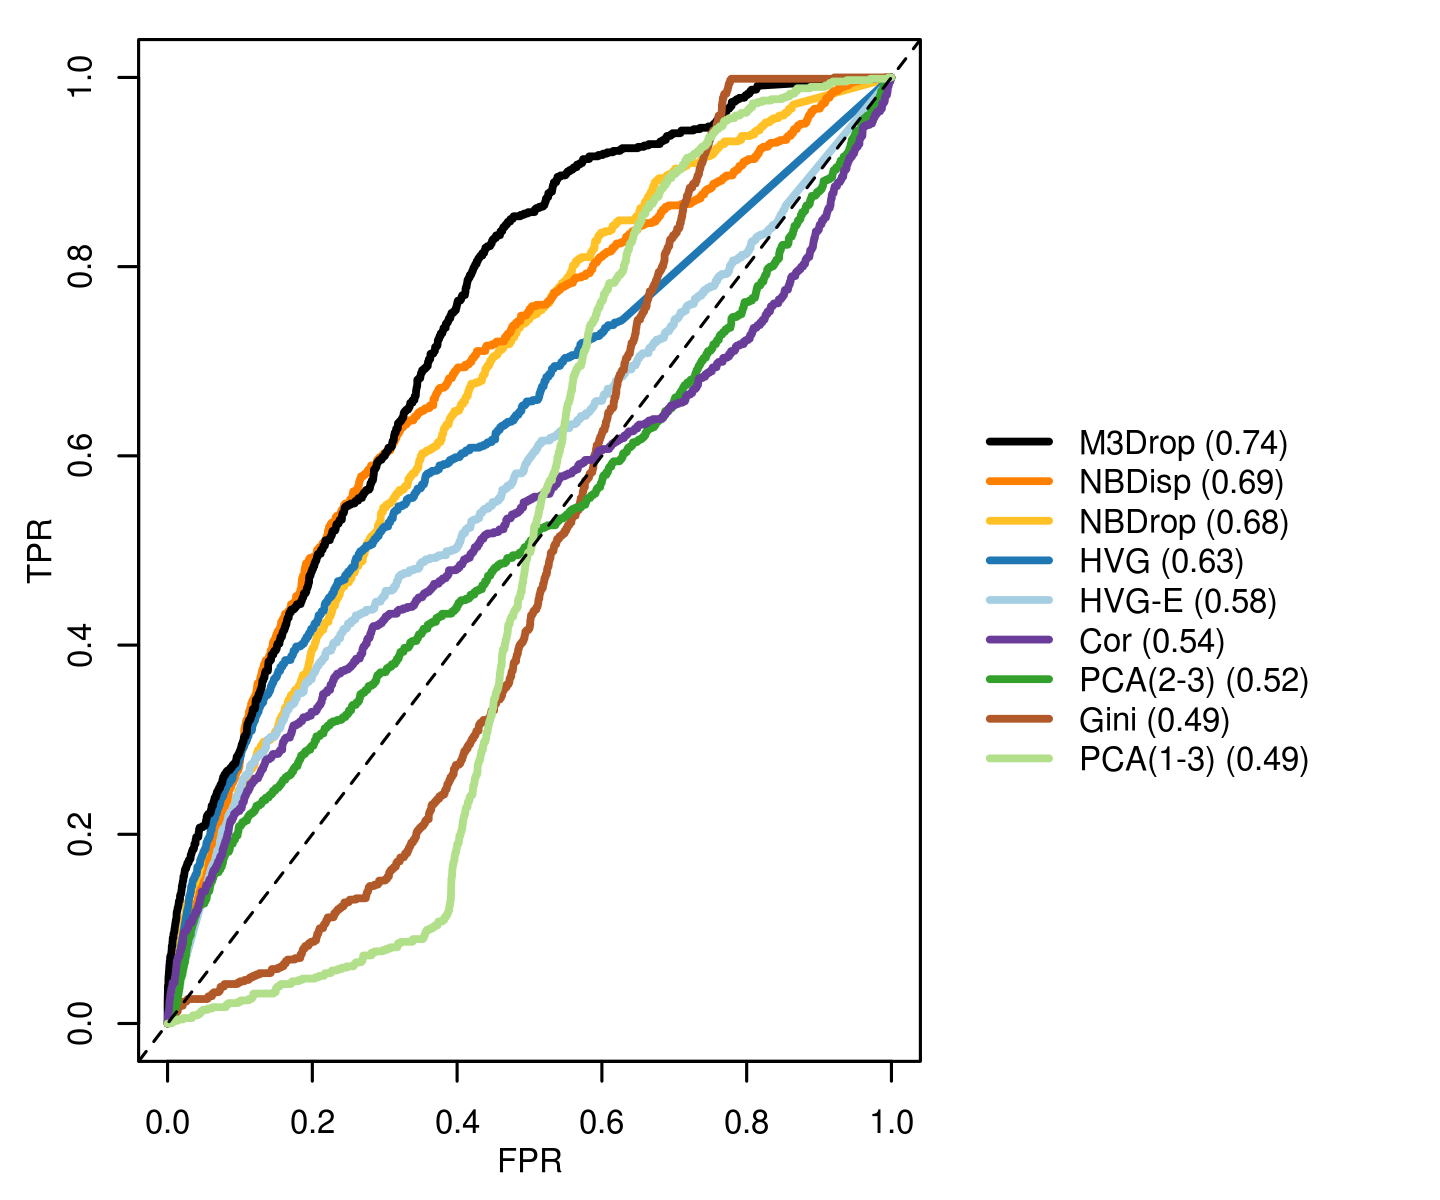 TPR
1.0
0.8
0.6
0.4
0.2
0.0
0.0 0.2 0.4 0.6 0.8 1.0
FPR
M3Drop (0.74)
NBDisp (0.69)
NBDrop (0.68)
HVG (0.63)
HVG-E (0.58)
Cor (0.54)
PCA(2-3) (0.52)
Gini (0.49)
PCA(1-3) (0.49)